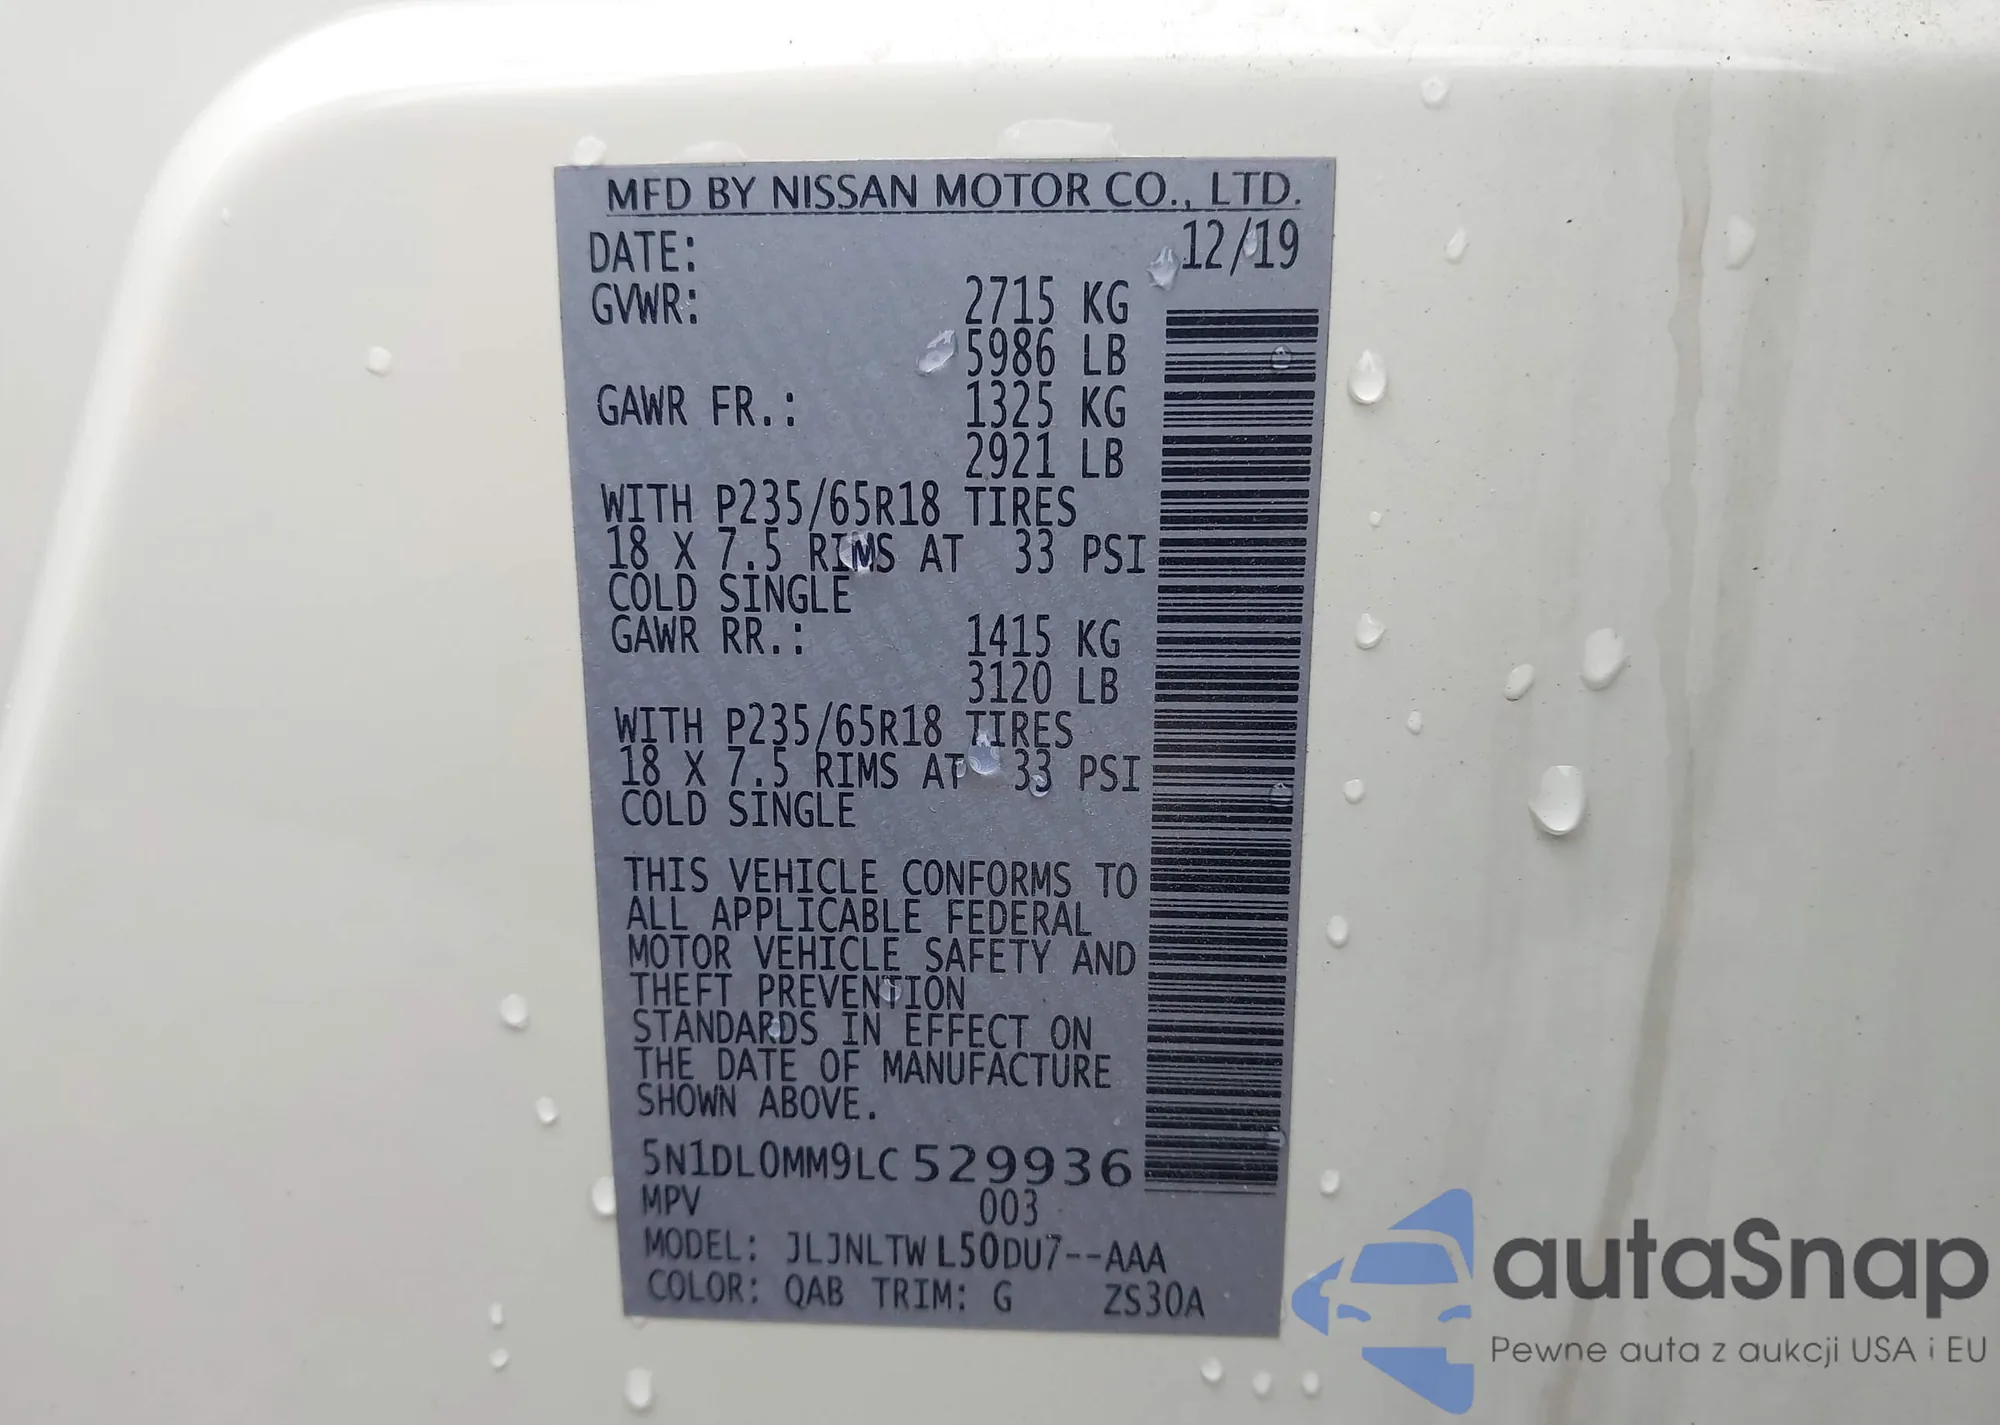 MFD BY NISSAN MOTOR CO., LTD.
DATE: 12/19
GVWR: 2715 KG
5986 LB
GAWR FR.: 1325 KG
2921 LB
WITH P235/65R18 TIRES
18 X 7.5 RIMS AT 33 PSI
COLD SINGLE
GAWR RR.: 1415 KG
3120 LB
WITH P235/65R18 TIRES
18 X 7.5 RIMS AT 33 PSI
COLD SINGLE
THIS VEHICLE CONFORMS TO
ALL APPLICABLE FEDERAL
MOTOR VEHICLE SAFETY AND
THEFT PREVENTION
STANDARDS IN EFFECT ON
THE DATE OF MANUFACTURE
SHOWN ABOVE.
5N1DL0MM9LC529936
MPV 003
MODEL: JLJNLTWL50DU7--AAA
COLOR: QAB TRIM: G ZS30A
autaSnap
Pewne auta z aukcji USA i EU